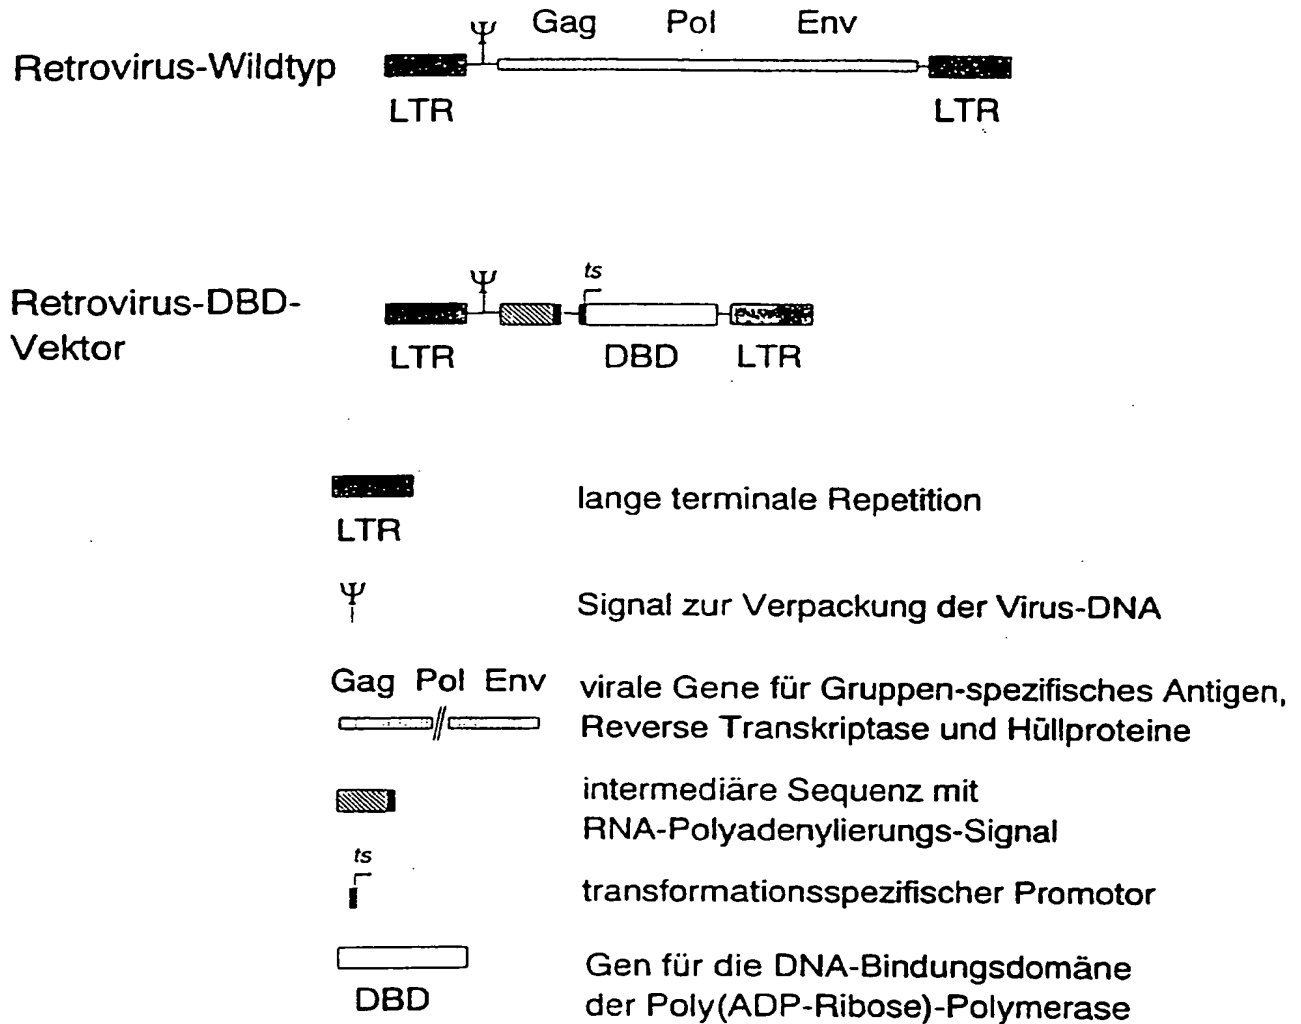 Ψ Gag Pol Env
Retrovirus-Wildtyp
LTR LTR
Ψ ts
Retrovirus-DBD-
Vektor
LTR DBD LTR
lange terminale Repetition
LTR
Ψ Signal zur Verpackung der Virus-DNA
Gag Pol Env virale Gene für Gruppen-spezifisches Antigen,
Reverse Transkriptase und Hüllproteine
intermediäre Sequenz mit
RNA-Polyadenylierungs-Signal
ts
transformationsspezifischer Promotor
Gen für die DNA-Bindungsdomäne
DBD der Poly(ADP-Ribose)-Polymerase